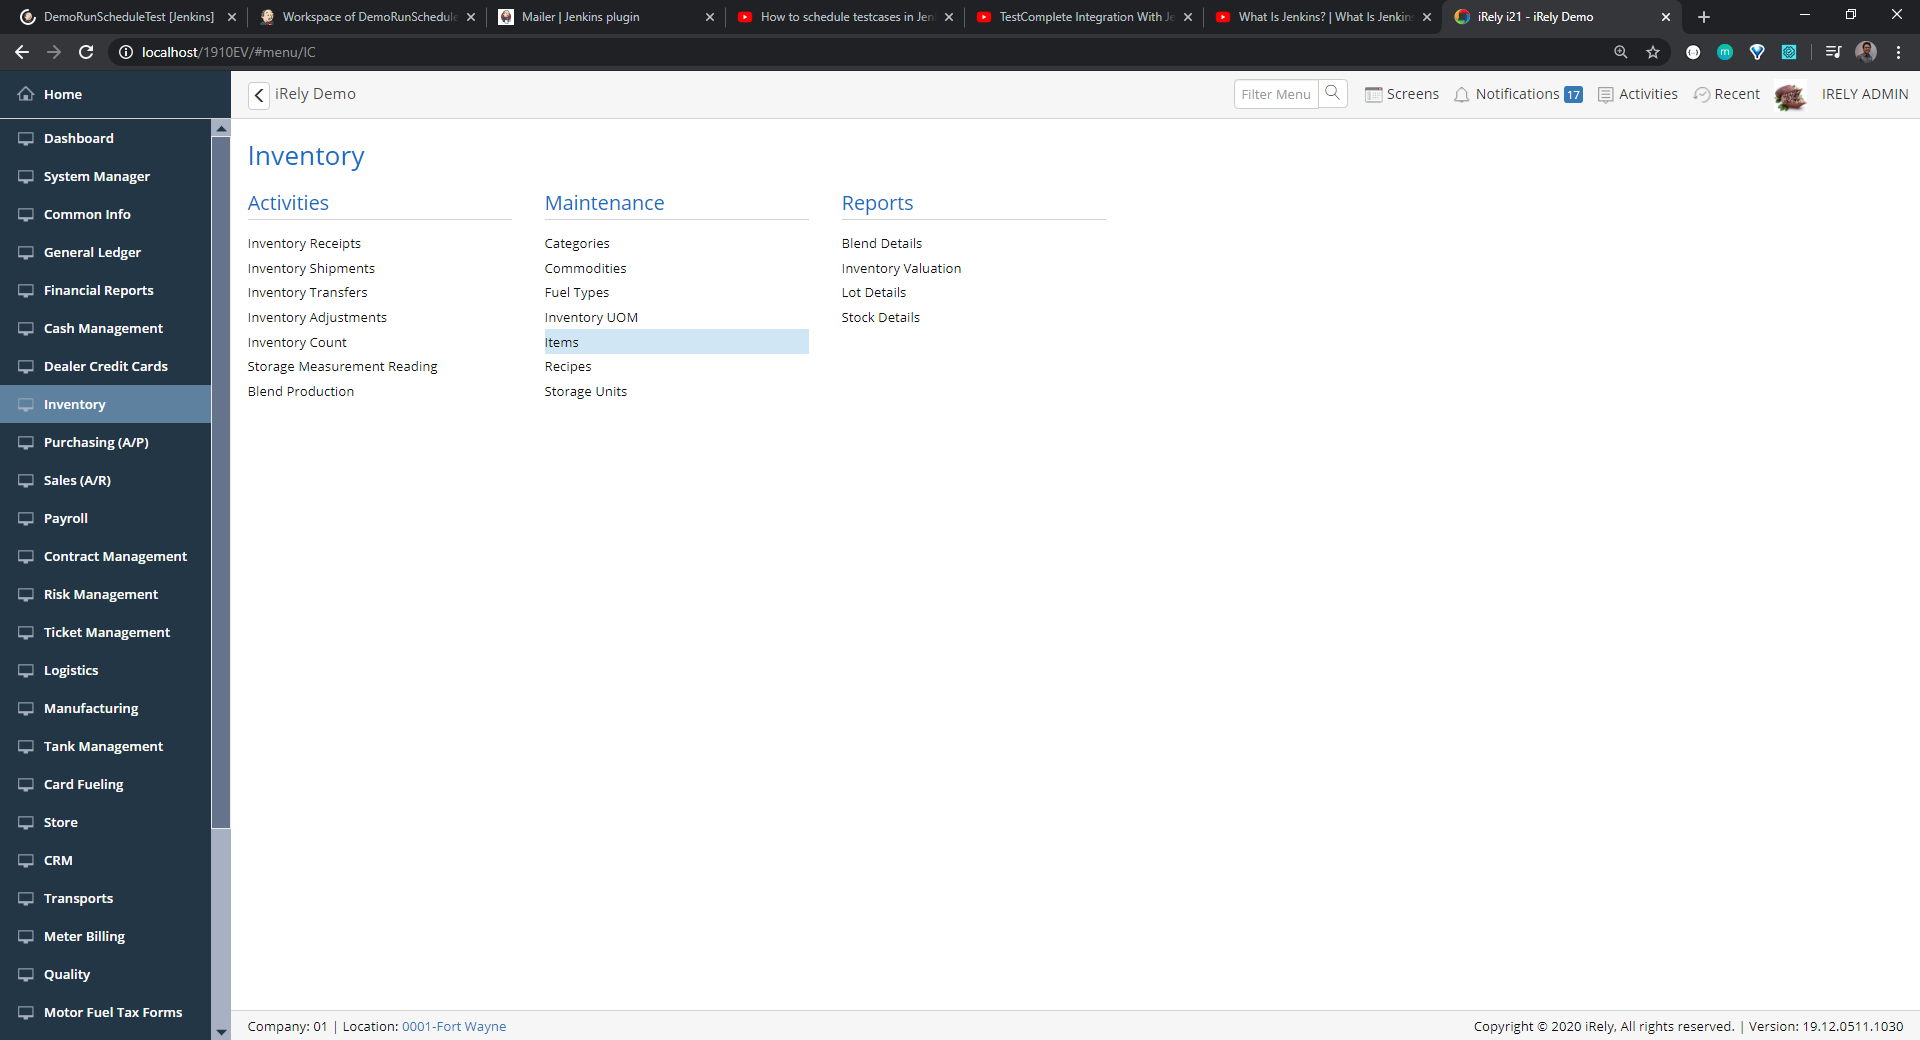 DemoRunScheduleTest [Jenkins]
Workspace of DemoRunSchedule
Mailer | Jenkins plugin
How to schedule testcases in Jen
TestComplete Integration With Je
What Is Jenkins? | What Is Jenkin
iRely i21 - iRely Demo
localhost/1910EV/#menu/IC
Home
iRely Demo
Filter Menu
Screens
Notifications 17
Activities
Recent
IRELY ADMIN
Dashboard
System Manager
Common Info
General Ledger
Financial Reports
Cash Management
Dealer Credit Cards
Inventory
Purchasing (A/P)
Sales (A/R)
Payroll
Contract Management
Risk Management
Ticket Management
Logistics
Manufacturing
Tank Management
Card Fueling
Store
CRM
Transports
Meter Billing
Quality
Motor Fuel Tax Forms
Inventory
Activities
Inventory Receipts
Inventory Shipments
Inventory Transfers
Inventory Adjustments
Inventory Count
Storage Measurement Reading
Blend Production
Maintenance
Categories
Commodities
Fuel Types
Inventory UOM
Items
Recipes
Storage Units
Reports
Blend Details
Inventory Valuation
Lot Details
Stock Details
Company: 01 | Location: 0001-Fort Wayne
Copyright © 2020 iRely, All rights reserved. | Version: 19.12.0511.1030